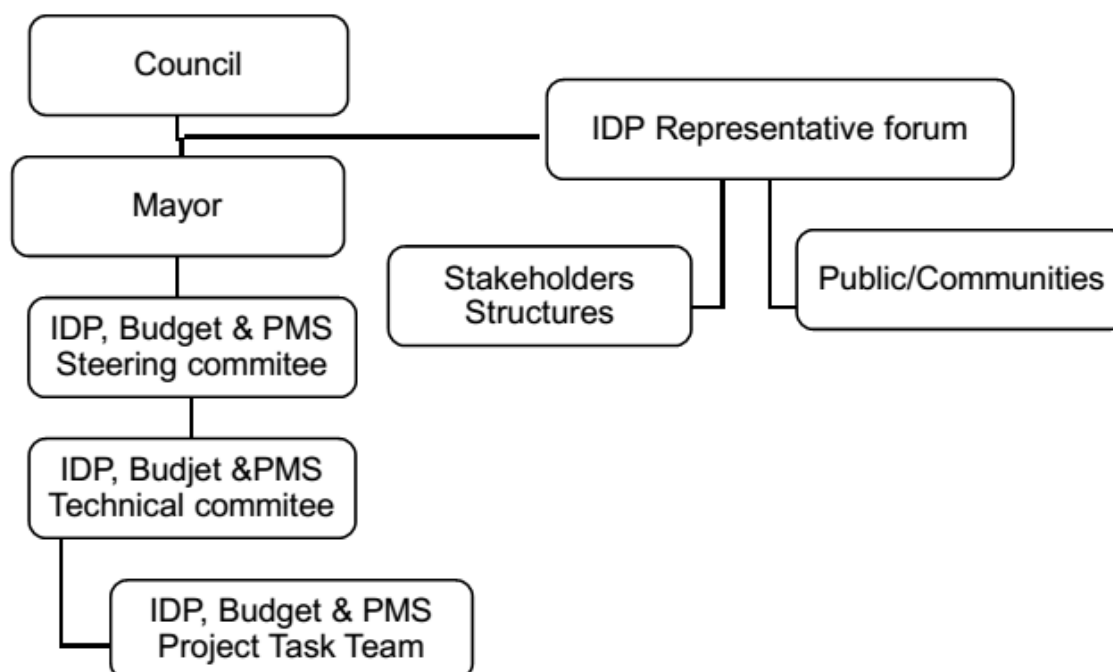 Council
IDP Representative forum
Mayor
Stakeholders
Structures
Public/Communities
IDP, Budget & PMS
Steering commitee
IDP, Budjet &PMS
Technical commitee
IDP, Budget & PMS
Project Task Team